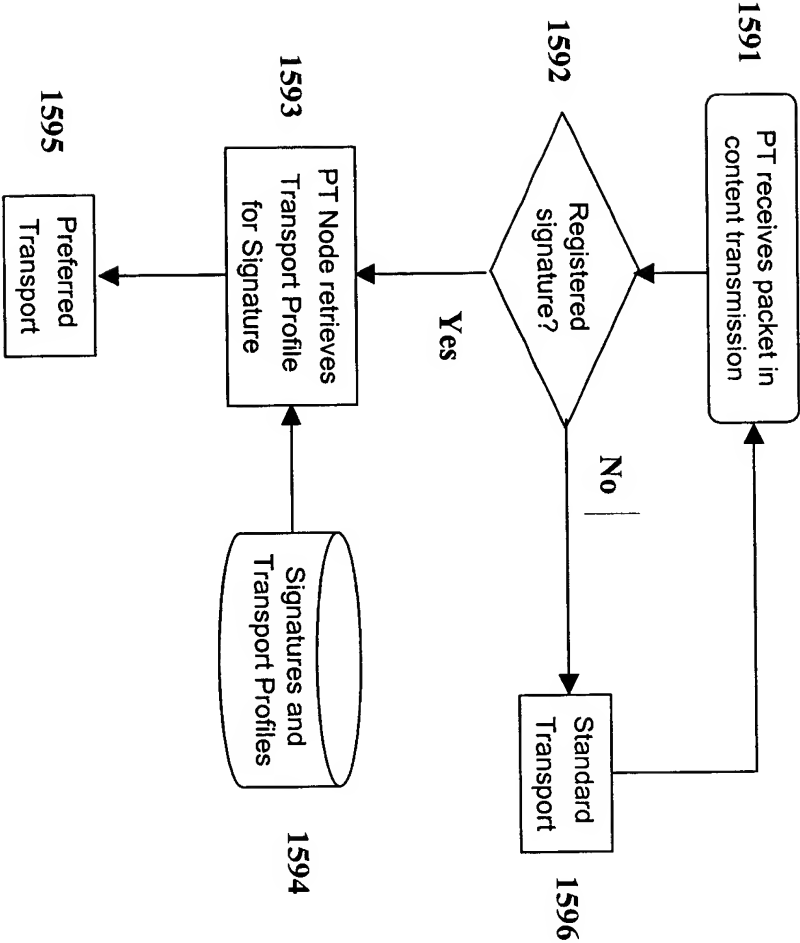 1591
PT receives packet in
content transmission
1592
Registered
signature?
No
Yes
Standard
Transport
1596
1593
PT Node retrieves
Transport Profile
for Signature
Signatures and
Transport Profiles
1594
1595
Preferred
Transport